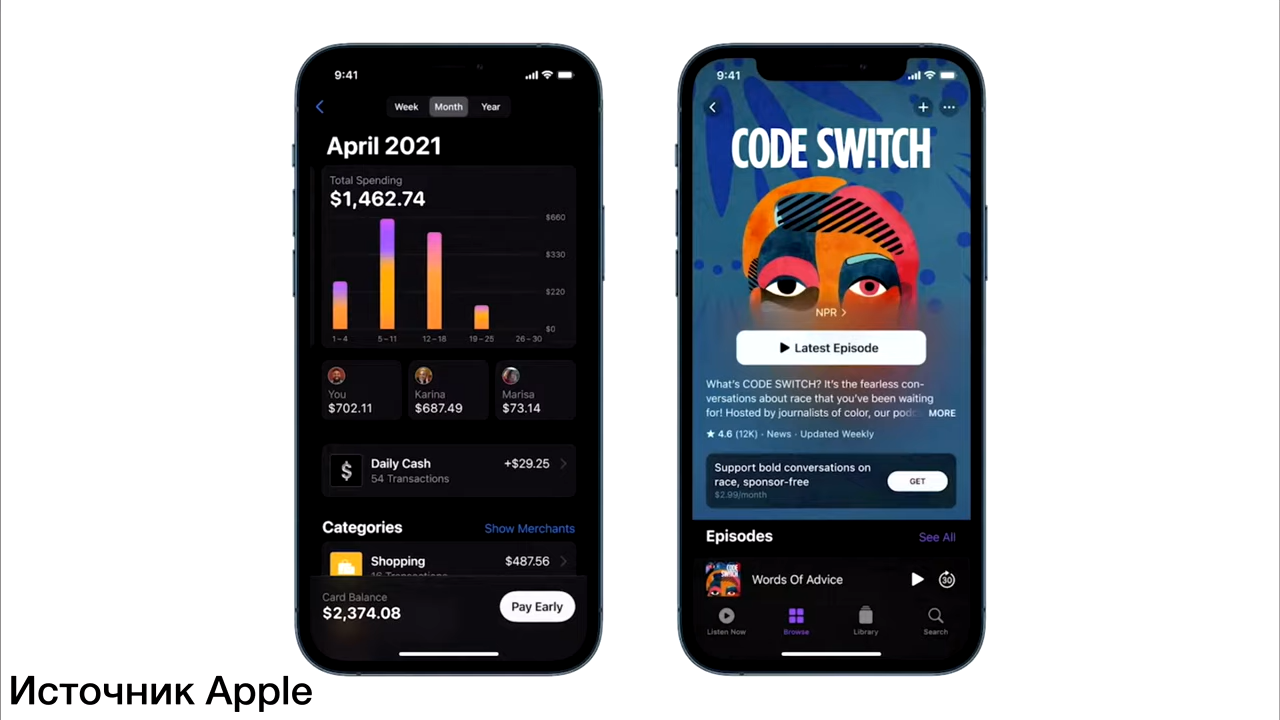 9:41
Week Month Year
April 2021
Total Spending
$1,462.74
$660
$330
$220
$0
1–4 5–11 12–18 19–25 26–30
You Karina Marisa
$702.11 $687.49 $73.14
$
Daily Cash +$29.25
54 Transactions
Categories Show Merchants
Shopping $487.56
16 Transactions
Card Balance
$2,374.08
Pay Early
9:41
CODE SW!TCH
NPR
Latest Episode
What's CODE SWITCH? It's the fearless con-
versations about race that you've been waiting
for! Hosted by journalists of color, our podc MORE
4.6 (12K) · News · Updated Weekly
Support bold conversations on
race, sponsor-free
$2.99/month
GET
Episodes See All
CODE
Words Of Advice
30
Listen Now Browse Library Search
Источник Apple